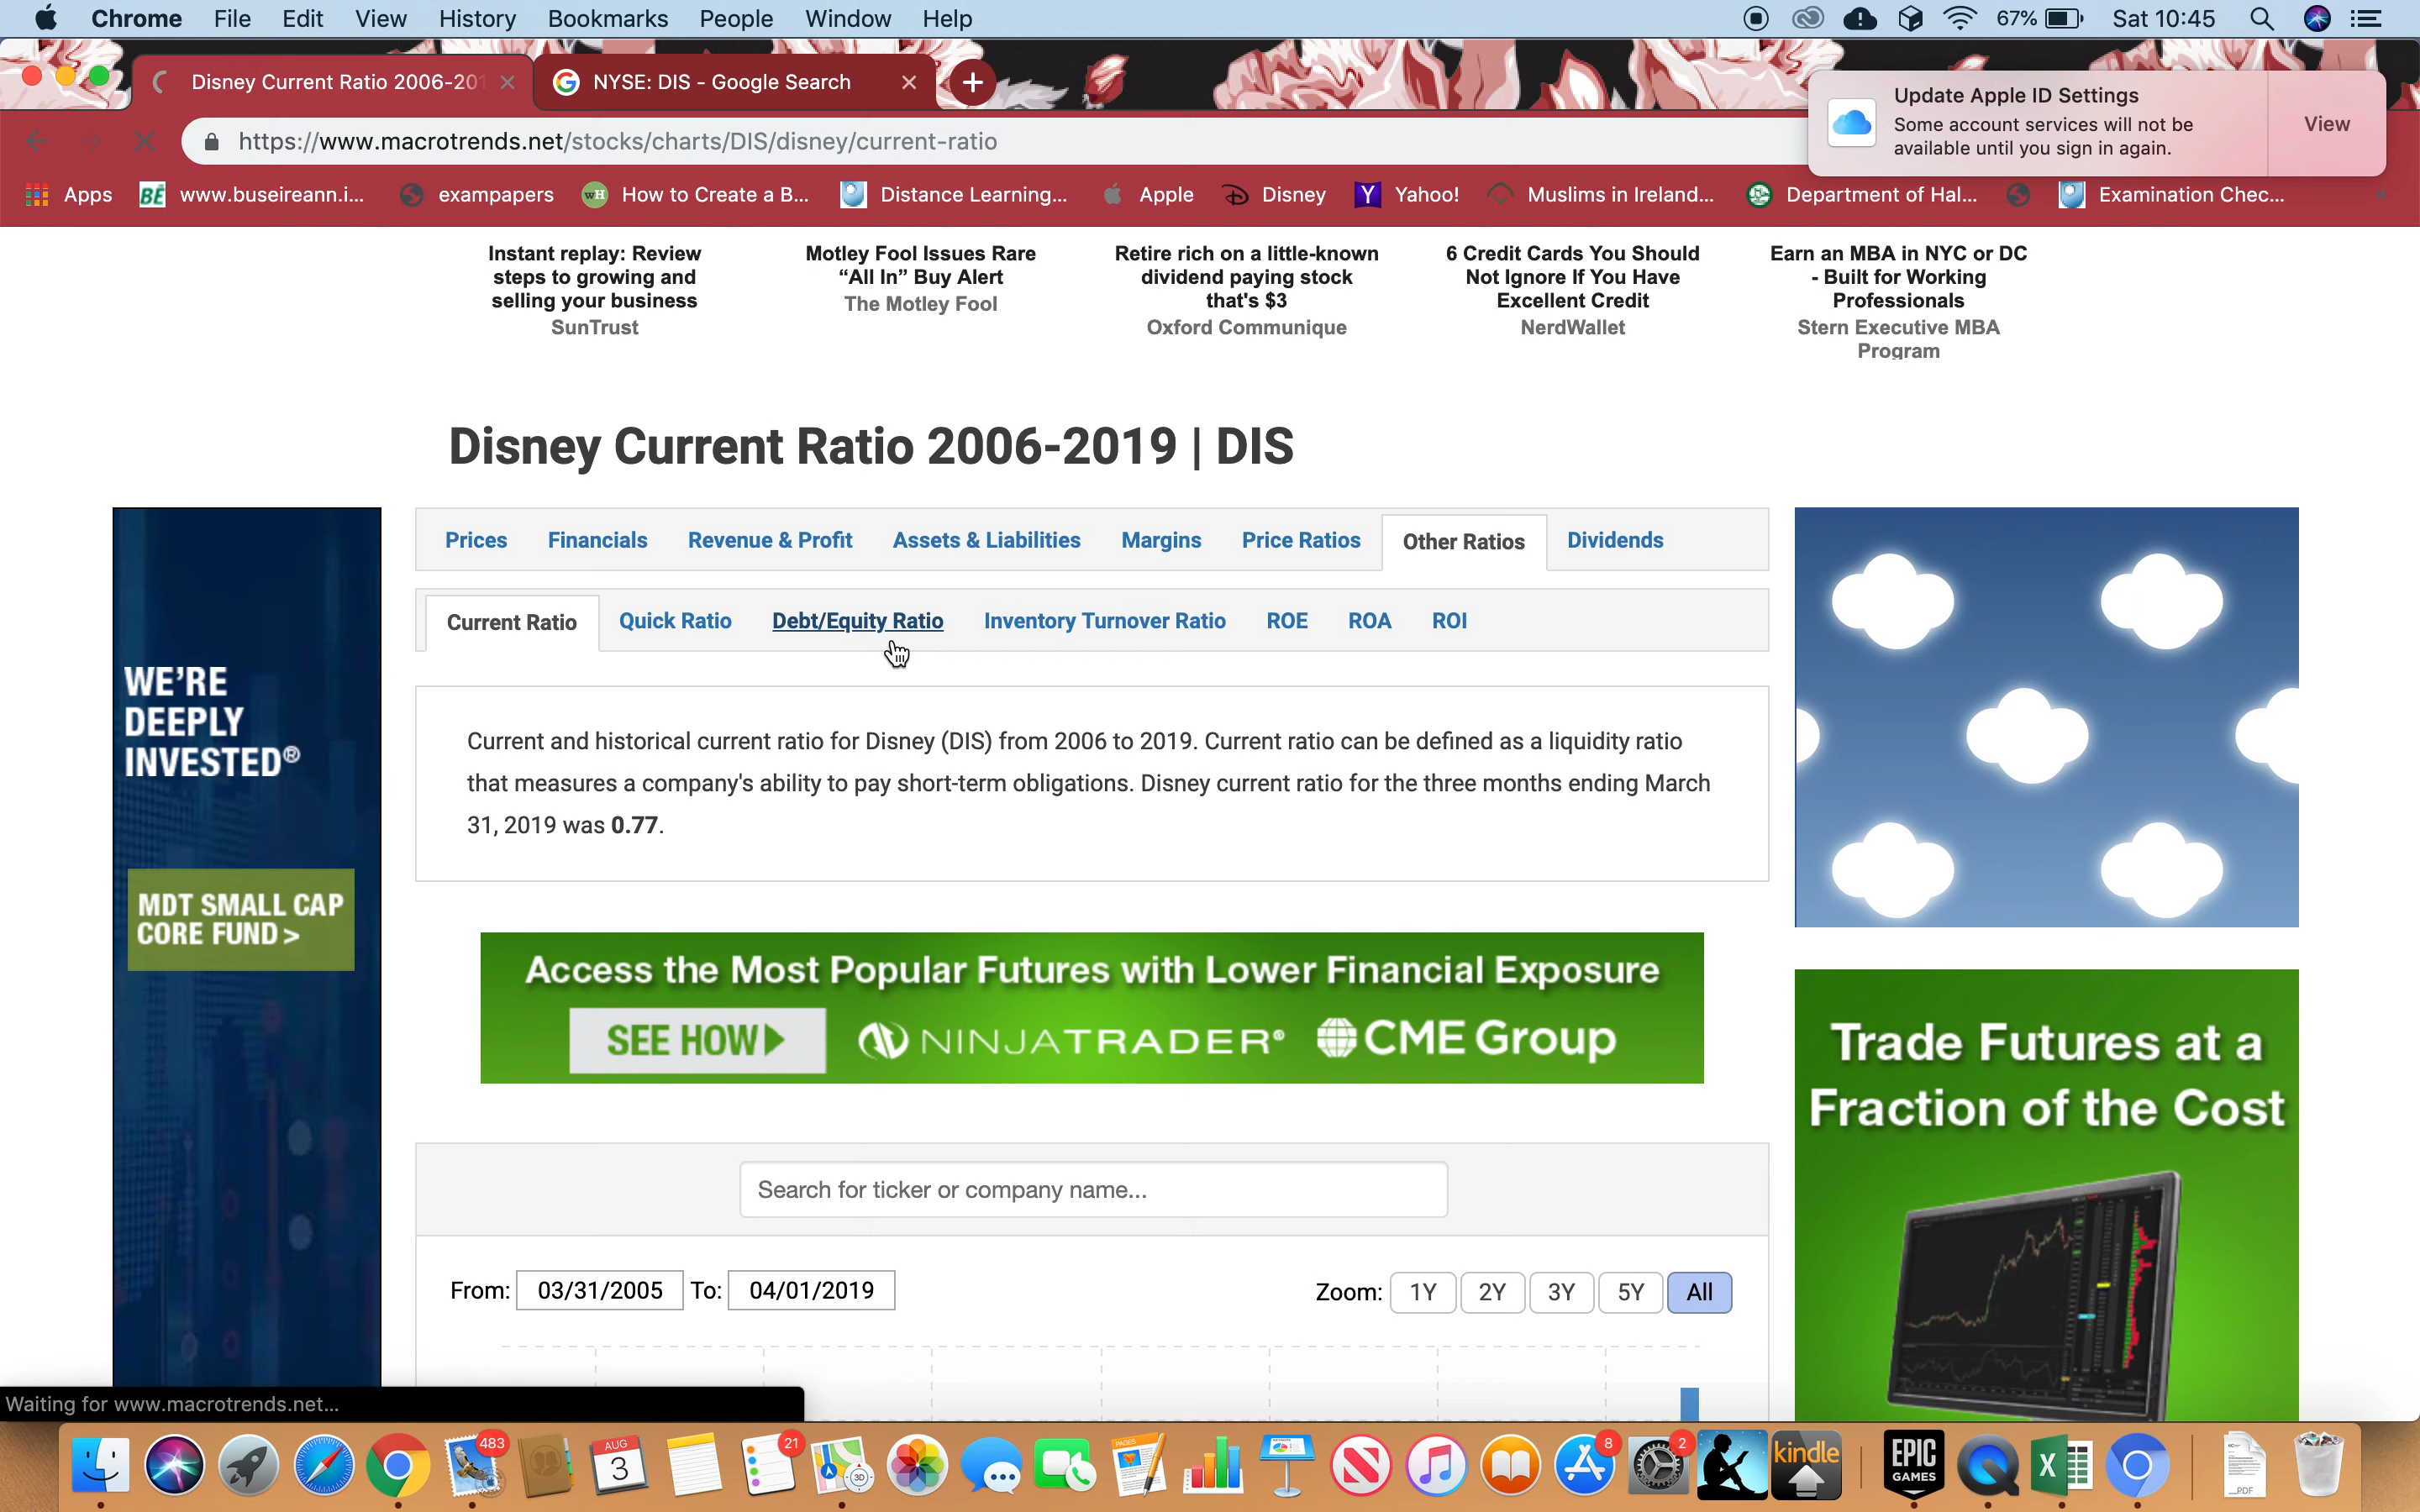 Chrome File Edit View History Bookmarks People Window Help 67% Sat 10:45
Disney Current Ratio 2006-201 NYSE: DIS - Google Search
Update Apple ID Settings
Some account services will not be
available until you sign in again.
View
https://www.macrotrends.net/stocks/charts/DIS/disney/current-ratio
Apps BÉ www.buseireann.i... exampapers wH How to Create a B... Distance Learning... Apple Disney Y Yahoo! Muslims in Ireland... Department of Hal... Examination Chec...
Instant replay: Review
steps to growing and
selling your business
SunTrust
Motley Fool Issues Rare
“All In” Buy Alert
The Motley Fool
Retire rich on a little-known
dividend paying stock
that's $3
Oxford Communique
6 Credit Cards You Should
Not Ignore If You Have
Excellent Credit
NerdWallet
Earn an MBA in NYC or DC
- Built for Working
Professionals
Stern Executive MBA
Program
Disney Current Ratio 2006-2019 | DIS
Prices Financials Revenue & Profit Assets & Liabilities Margins Price Ratios Other Ratios Dividends
Current Ratio Quick Ratio Debt/Equity Ratio Inventory Turnover Ratio ROE ROA ROI
WE'RE
DEEPLY
INVESTED®
MDT SMALL CAP
CORE FUND >
Current and historical current ratio for Disney (DIS) from 2006 to 2019. Current ratio can be defined as a liquidity ratio
that measures a company's ability to pay short-term obligations. Disney current ratio for the three months ending March
31, 2019 was 0.77.
Access the Most Popular Futures with Lower Financial Exposure
SEE HOW NINJATRADER® CME Group
Trade Futures at a
Fraction of the Cost
Search for ticker or company name...
From: 03/31/2005 To: 04/01/2019 Zoom: 1Y 2Y 3Y 5Y All
Waiting for www.macrotrends.net...
483 AUG 3 21 3D PAGES 8 2 kindle EPIC GAMES X PDF